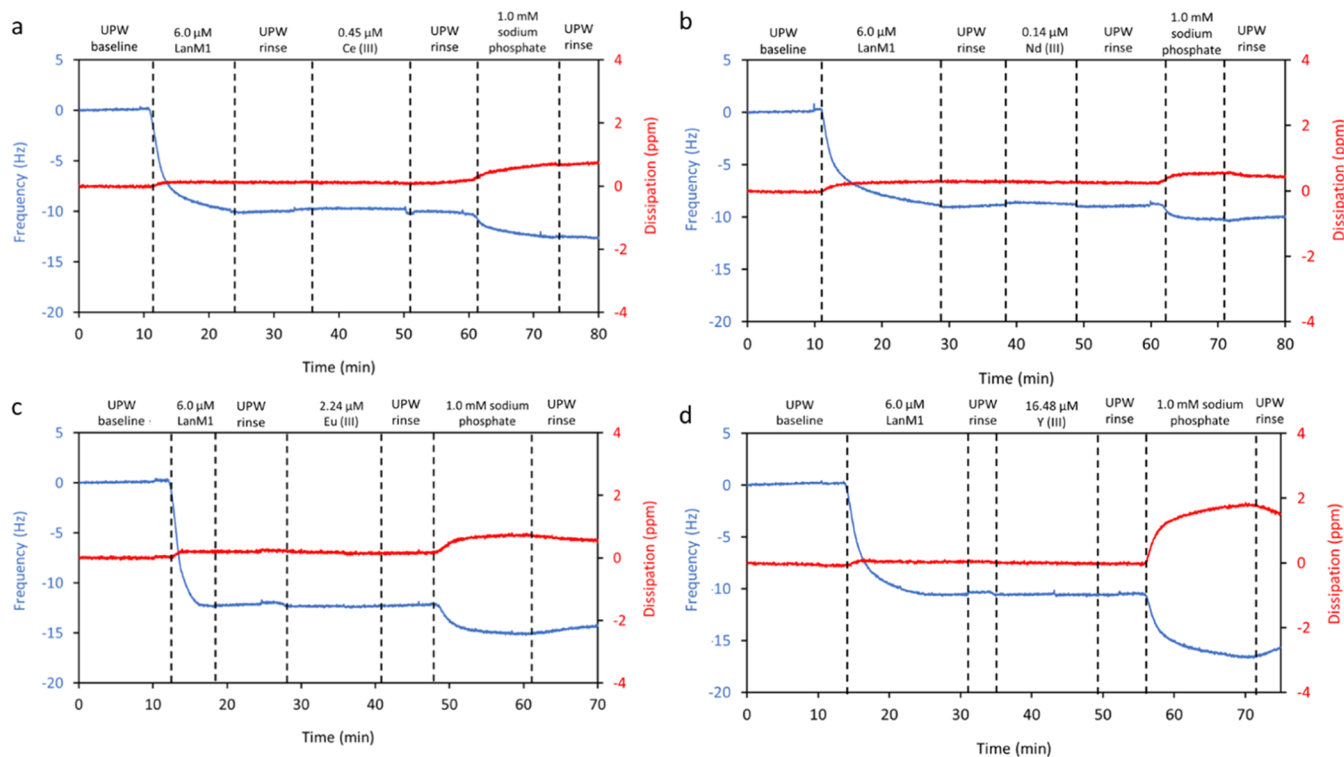 a
UPW
baseline
6.0 µM
LanM1
UPW
rinse
0.45 µM
Ce (III)
UPW
rinse
1.0 mM
sodium
phosphate
UPW
rinse
5
0
-5
-10
-15
-20
Frequency (Hz)
4
2
0
-2
-4
Dissipation (ppm)
0 10 20 30 40 50 60 70 80
Time (min)
b
UPW
baseline
6.0 µM
LanM1
UPW
rinse
0.14 µM
Nd (III)
UPW
rinse
1.0 mM
sodium
phosphate
UPW
rinse
5
0
-5
-10
-15
-20
Frequency (Hz)
4
2
0
-2
-4
Dissipation (ppm)
0 10 20 30 40 50 60 70 80
Time (min)
c
UPW
baseline
6.0 µM
LanM1
UPW
rinse
2.24 µM
Eu (III)
UPW
rinse
1.0 mM sodium
phosphate
UPW
rinse
5
0
-5
-10
-15
-20
Frequency (Hz)
4
2
0
-2
-4
Dissipation (ppm)
0 10 20 30 40 50 60 70
Time (min)
d
UPW
baseline
6.0 µM
LanM1
UPW
rinse
16.48 µM
Y (III)
UPW
rinse
1.0 mM sodium
phosphate
UPW
rinse
5
0
-5
-10
-15
-20
Frequency (Hz)
4
2
0
-2
-4
Dissipation (ppm)
0 10 20 30 40 50 60 70
Time (min)